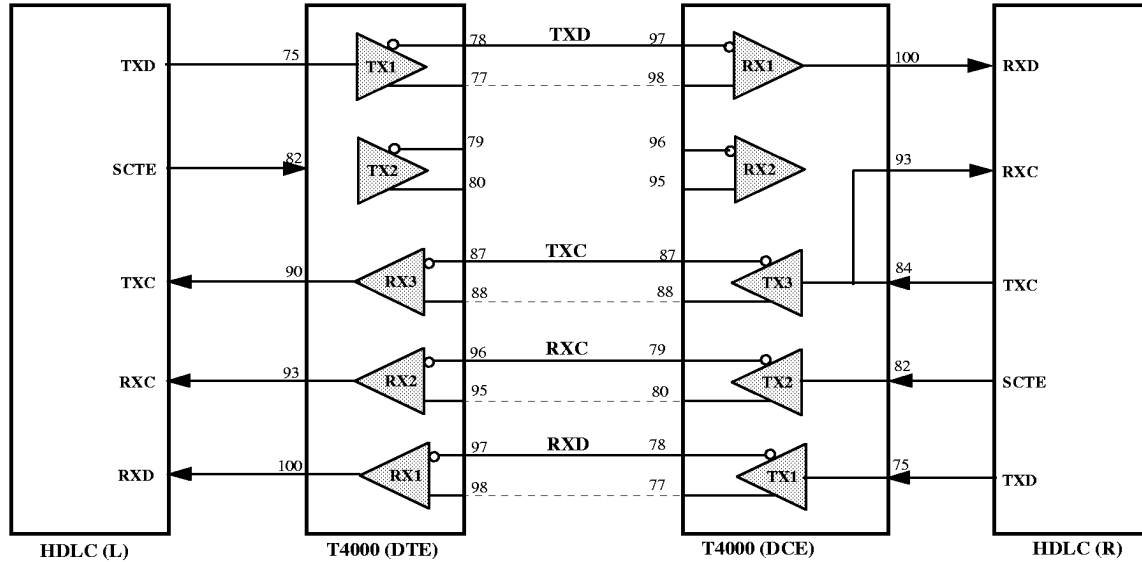 TXD 75 TX1 78 TXD 97 RX1 100 RXD
77 98
SCTE 82 TX2 79 96 RX2 93 RXC
80 95
TXC 90 RX3 87 TXC 87 TX3 84 TXC
88 88
RXC 93 RX2 96 RXC 79 TX2 82 SCTE
95 80
RXD 100 RX1 97 RXD 78 TX1 75 TXD
98 77
HDLC (L) T4000 (DTE) T4000 (DCE) HDLC (R)